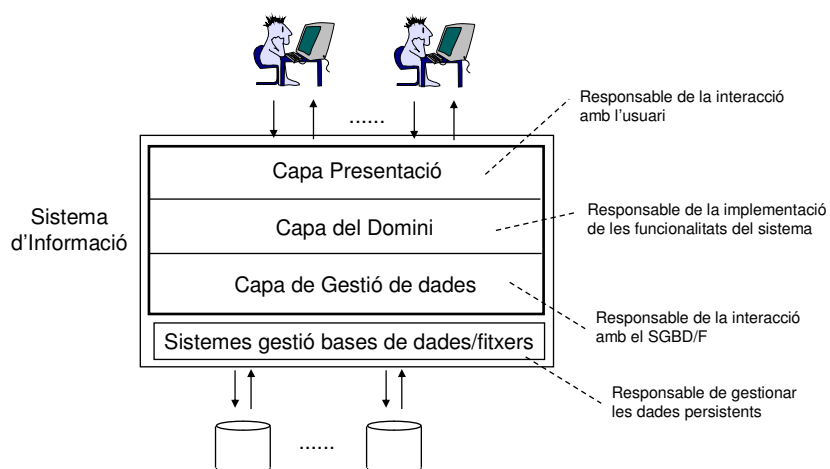 ......
Responsable de la interacció
amb l'usuari
Capa Presentació
Sistema
d'Informació
Capa del Domini
Responsable de la implementació
de les funcionalitats del sistema
Capa de Gestió de dades
Responsable de la interacció
amb el SGBD/F
Sistemes gestió bases de dades/fitxers
Responsable de gestionar
les dades persistents
......